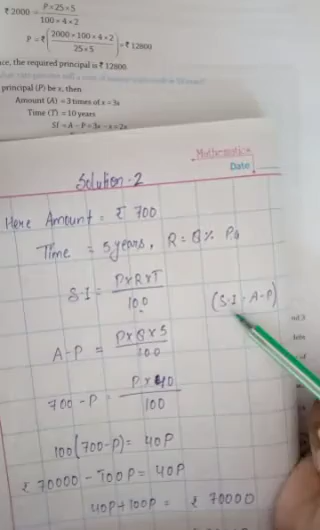 ₹ 2000 = P × 25 × 5 / 100 × 4 × 2
P = ₹ ( 2000 × 100 × 4 × 2 / 25 × 5 ) = ₹ 12800
ce, the required principal is ₹ 12800
principal (P) be x, then
Amount (A) = 3 times of x = 3x
Time (T) = 10 years
SI = A - P = 3x - x = 2x
Mathematics
Date
Solution-2
Here Amount = ₹ 700
Time = 5 years, R = 8% P.a
S.I = P×R×T / 100
(S.I = A-P)
A-P = P×8×5 / 100
700-P = P×40 / 100
100(700-P) = 40P
₹ 70000 - 100P = 40P
40P+100P = ₹ 70000